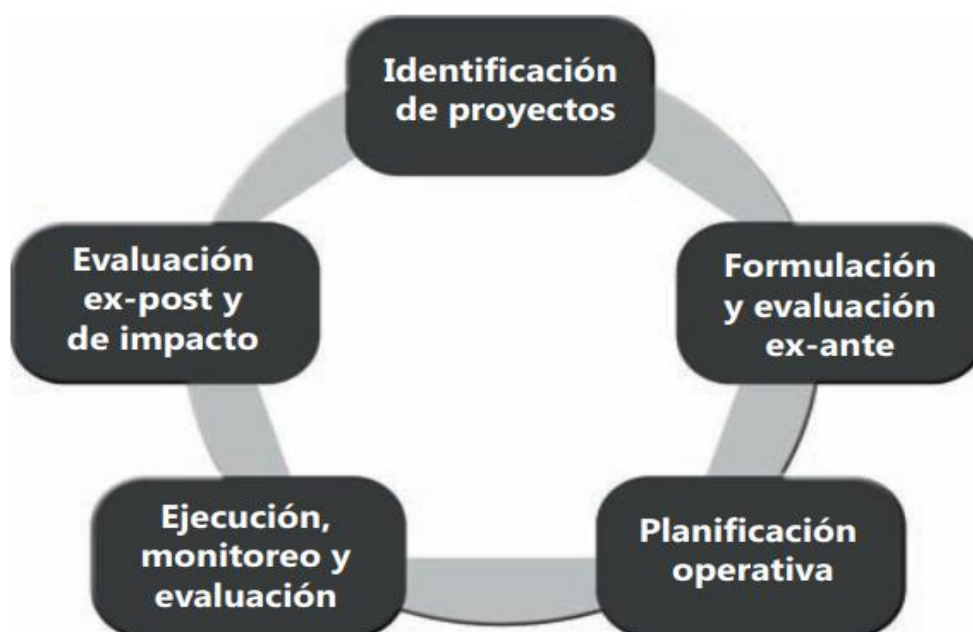 Identificación
de proyectos
Formulación
y evaluación
ex-ante
Planificación
operativa
Ejecución,
monitoreo y
evaluación
Evaluación
ex-post y
de impacto